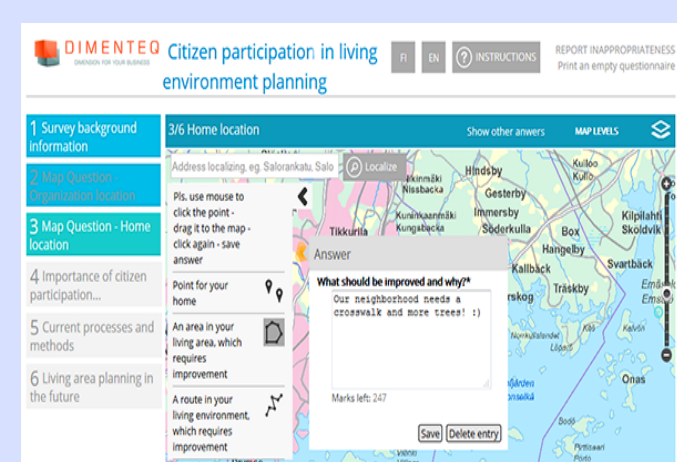 DIMENTEQ
DIMENSION FOR YOUR BUSINESS
Citizen participation in living
environment planning
FI
EN
? INSTRUCTIONS
REPORT INAPPROPRIATENESS
Print an empty questionnaire
1 Survey background
information
2 Map Question -
Organization location
3 Map Question - Home
location
4 Importance of citizen
participation...
5 Current processes and
methods
6 Living area planning in
the future
3/6 Home location
Show other anwers
MAP LEVELS
Address localizing, eg. Salorankatu, Salo
Localize
Pls. use mouse to
click the point -
drag it to the map -
click again - save
answer
Point for your
home
An area in your
living area, which
requires
improvement
A route in your
living environment,
which requires
improvement
Answer
What should be improved and why?*
Our neighborhood needs a
crosswalk and more trees! :)
Marks left: 247
Save
Delete entry
Hindsby
Kulloo
Kullo
Nissbacka
Gesterby
Kuninkaanmäki
Kungsbacka
Immersby
Söderkulla
Box
Kilpilahti
Sköldvik
Tikkurila
Hangelby
Kallbäck
Svartbäck
Träskby
Onas